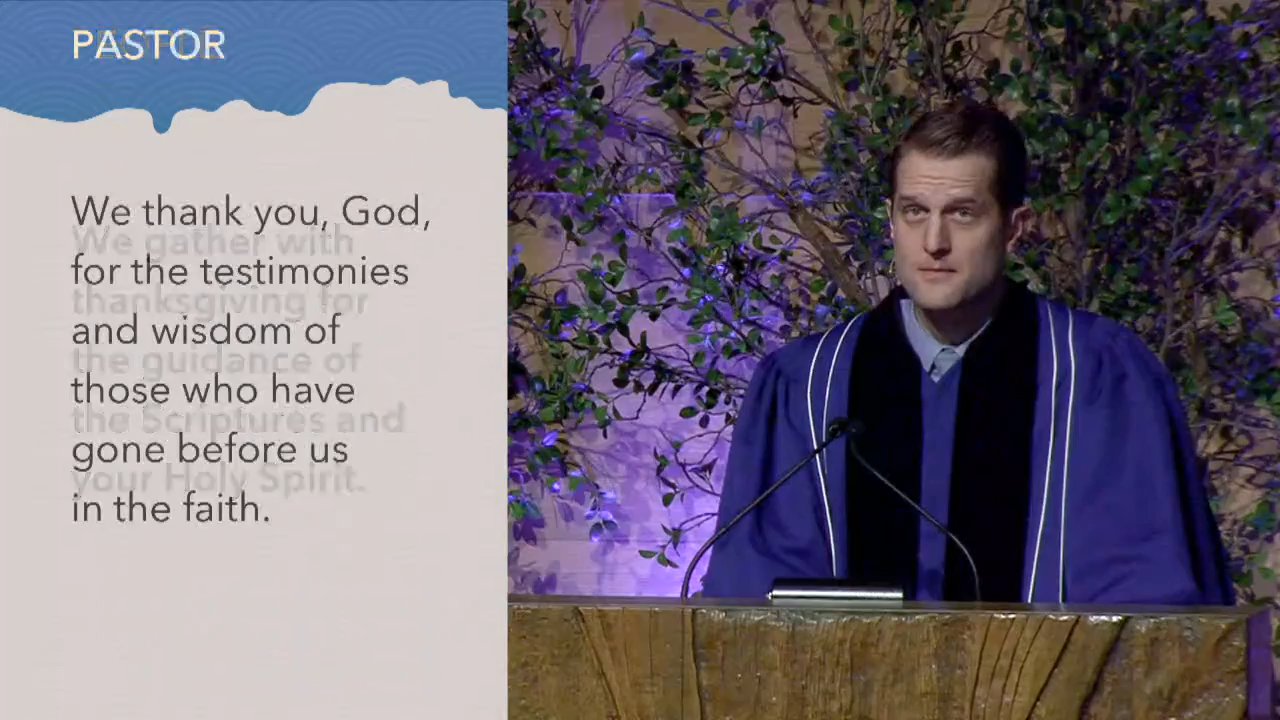 PASTOR
We thank you, God,
for the testimonies
and wisdom of
those who have
gone before us
in the faith.
We gather with
thanksgiving for
the guidance of
the Scriptures and
your Holy Spirit.